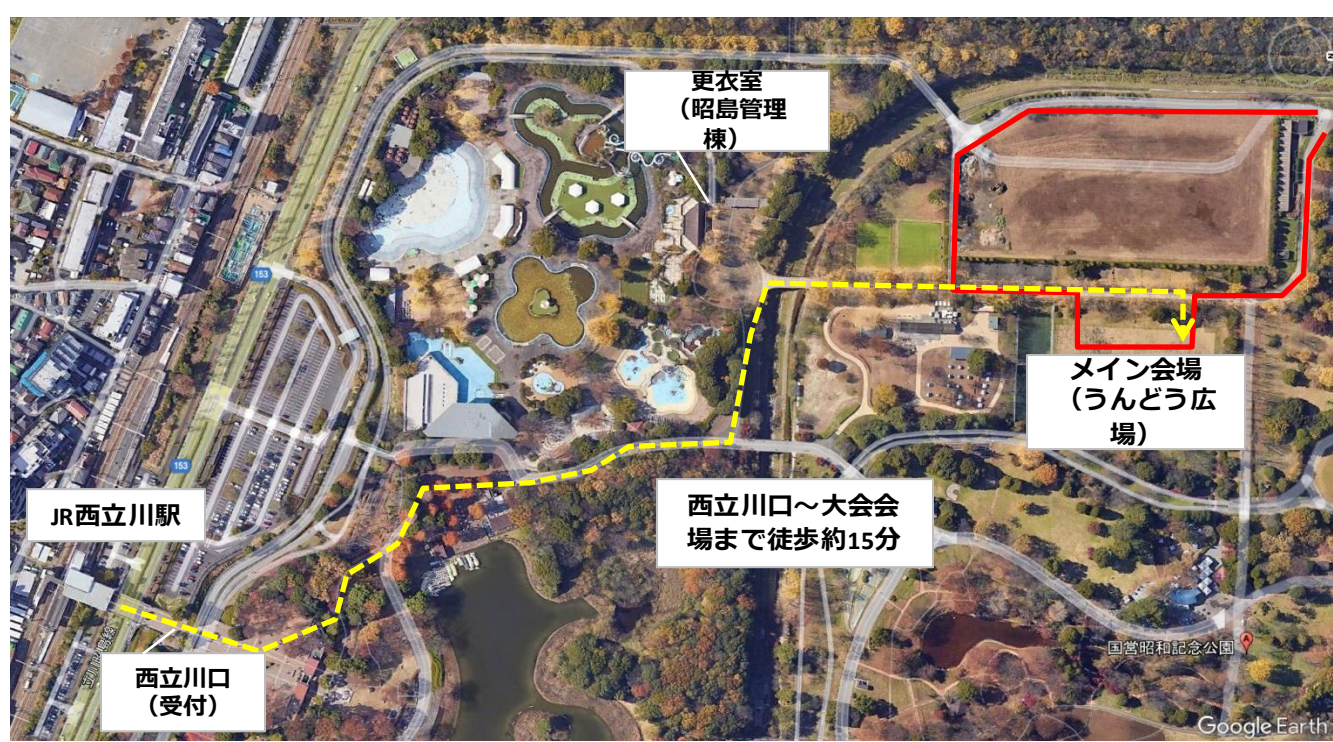 更衣室
（昭島管理
棟）
153
メイン会場
（うんどう広
場）
153
JR西立川駅
西立川口～大会会
場まで徒歩約15分
国営昭和記念公園
A
西立川口
（受付）
Google Earth